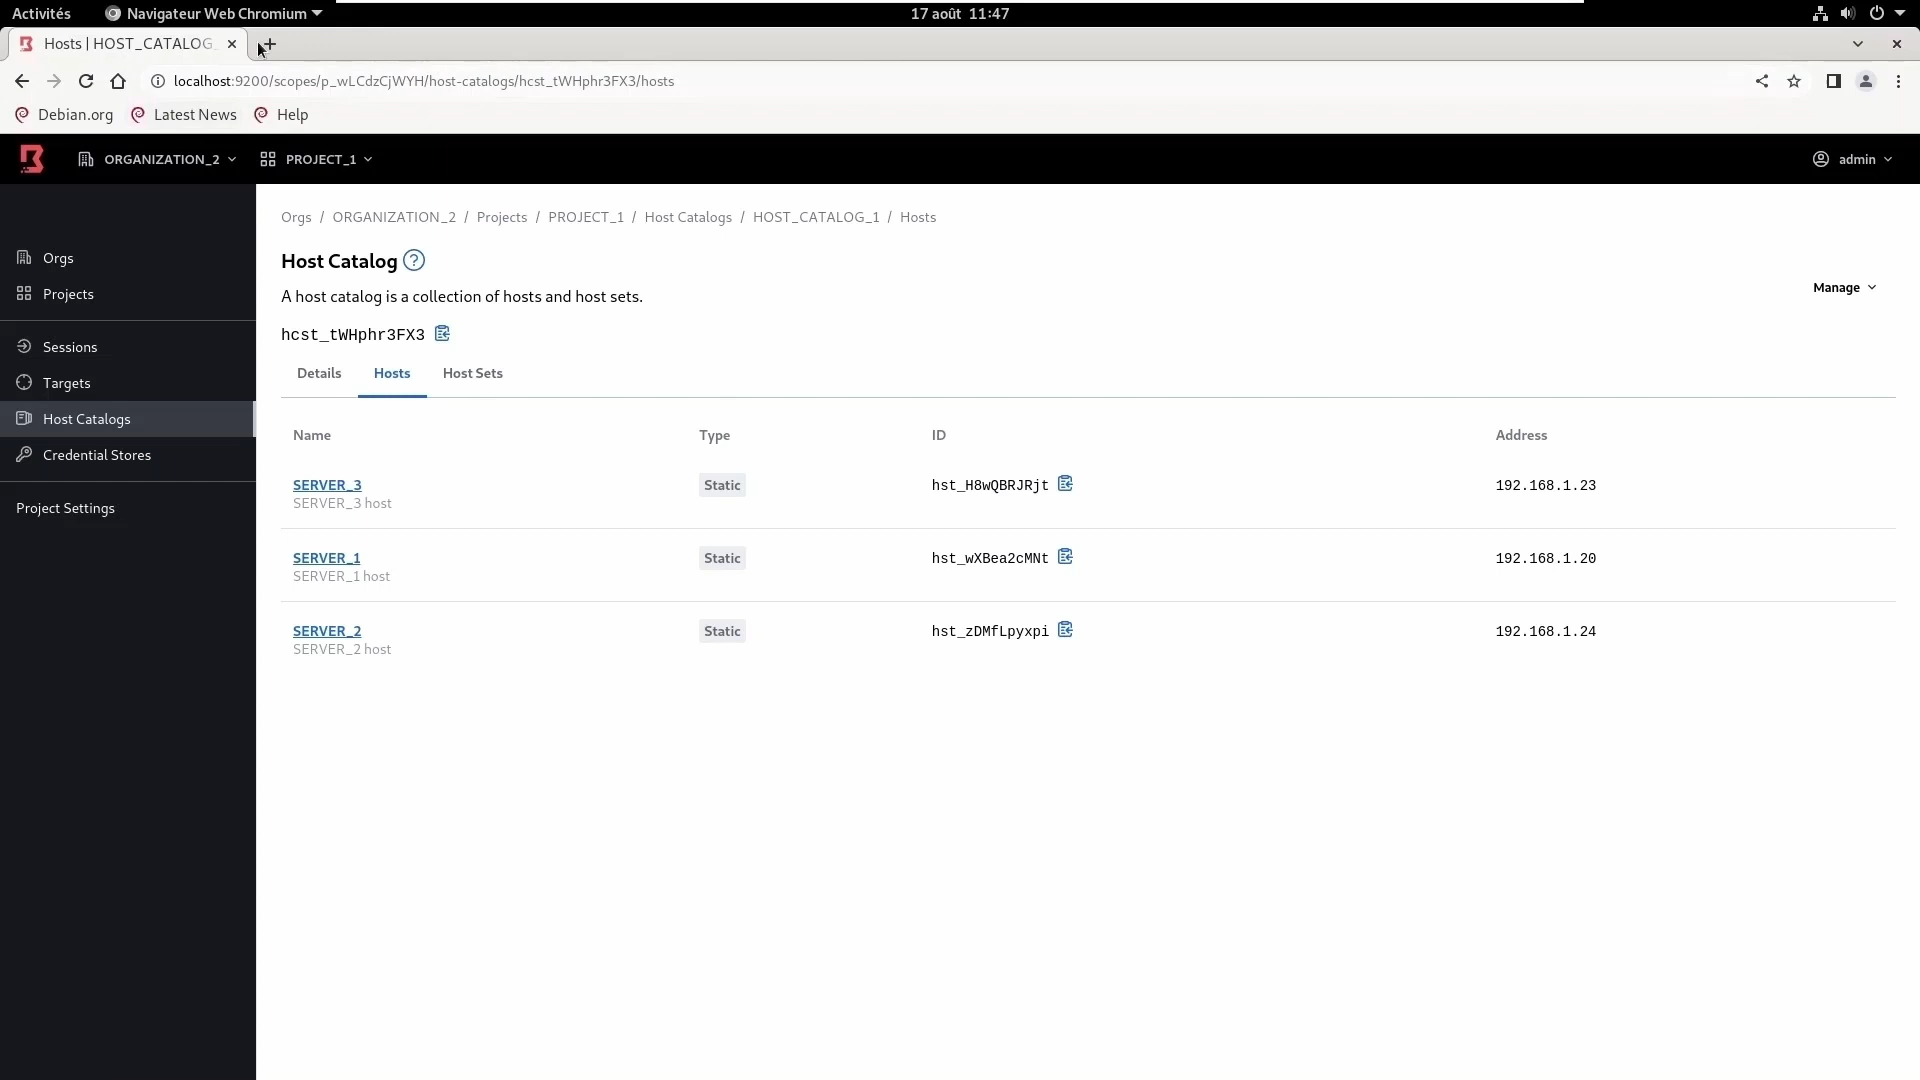 Activités Navigateur Web Chromium 17 août 11:47
Hosts | HOST_CATALOG_
localhost:9200/scopes/p_wLCdzCjWYH/host-catalogs/hcst_tWHphr3FX3/hosts
Debian.org Latest News Help
ORGANIZATION_2 PROJECT_1 admin
Orgs
Projects
Sessions
Targets
Host Catalogs
Credential Stores
Project Settings
Orgs / ORGANIZATION_2 / Projects / PROJECT_1 / Host Catalogs / HOST_CATALOG_1 / Hosts
Host Catalog ?
A host catalog is a collection of hosts and host sets.
Manage
hcst_tWHphr3FX3
Details Hosts Host Sets
Name Type ID Address
SERVER_3 Static hst_H8wQBRJRjt 192.168.1.23
SERVER_3 host
SERVER_1 Static hst_wXBea2cMNt 192.168.1.20
SERVER_1 host
SERVER_2 Static hst_zDMfLpyxpi 192.168.1.24
SERVER_2 host